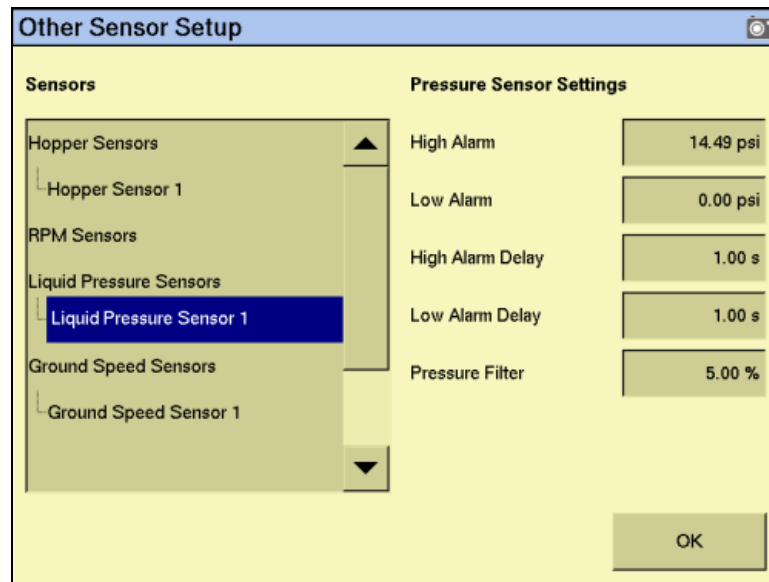 Other Sensor Setup
Sensors
Hopper Sensors
Hopper Sensor 1
RPM Sensors
Liquid Pressure Sensors
Liquid Pressure Sensor 1
Ground Speed Sensors
Ground Speed Sensor 1
Pressure Sensor Settings
High Alarm 14.49 psi
Low Alarm 0.00 psi
High Alarm Delay 1.00 s
Low Alarm Delay 1.00 s
Pressure Filter 5.00 %
OK